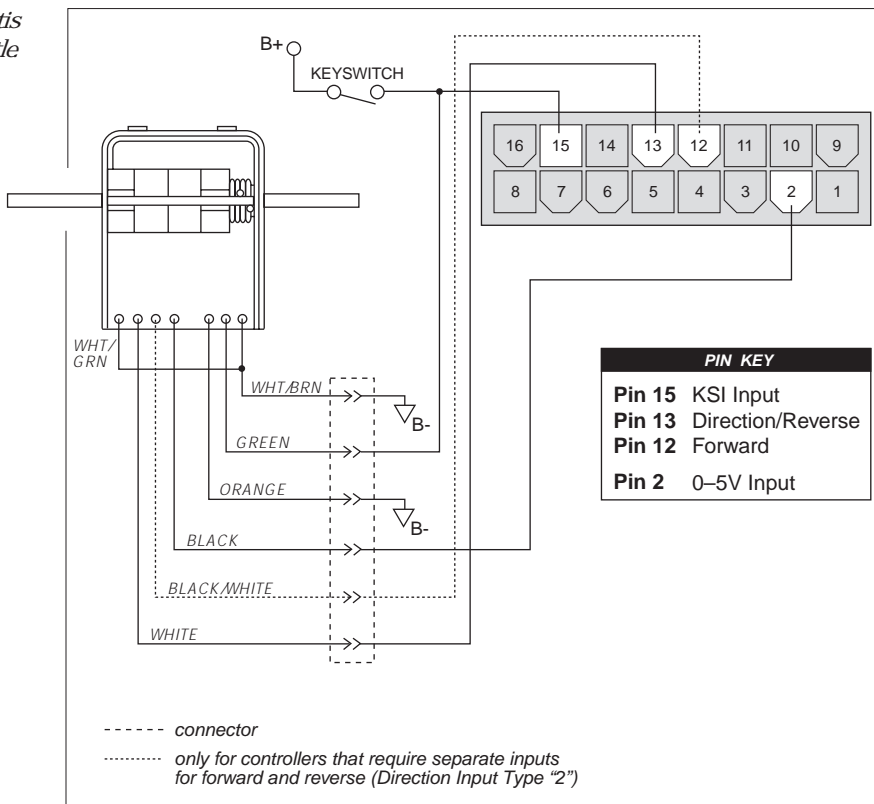 tis
tle
B+
KEYSWITCH
16 15 14 13 12 11 10 9
8 7 6 5 4 3 2 1
WHT/
GRN
WHT/BRN
B-
GREEN
ORANGE
B-
BLACK
BLACK/WHITE
WHITE
PIN KEY
Pin 15 KSI Input
Pin 13 Direction/Reverse
Pin 12 Forward
Pin 2 0–5V Input
connector
only for controllers that require separate inputs
for forward and reverse (Direction Input Type “2”)